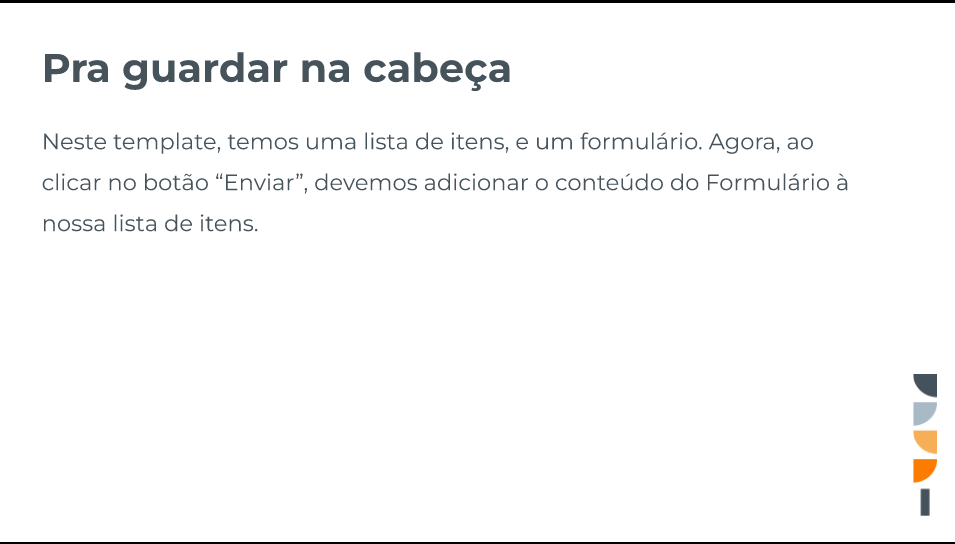 Pra guardar na cabeça
Neste template, temos uma lista de itens, e um formulário. Agora, ao
clicar no botão “Enviar”, devemos adicionar o conteúdo do Formulário à
nossa lista de itens.